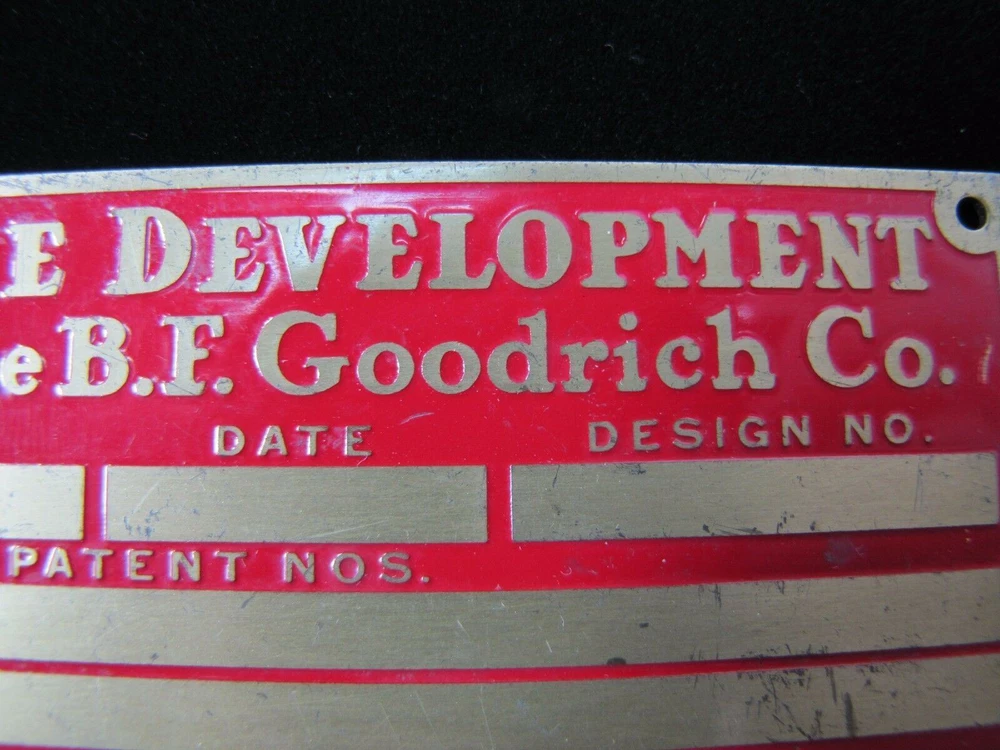 E DEVELOPMENT
e B.F. Goodrich Co.
DATE DESIGN NO.
PATENT NOS.